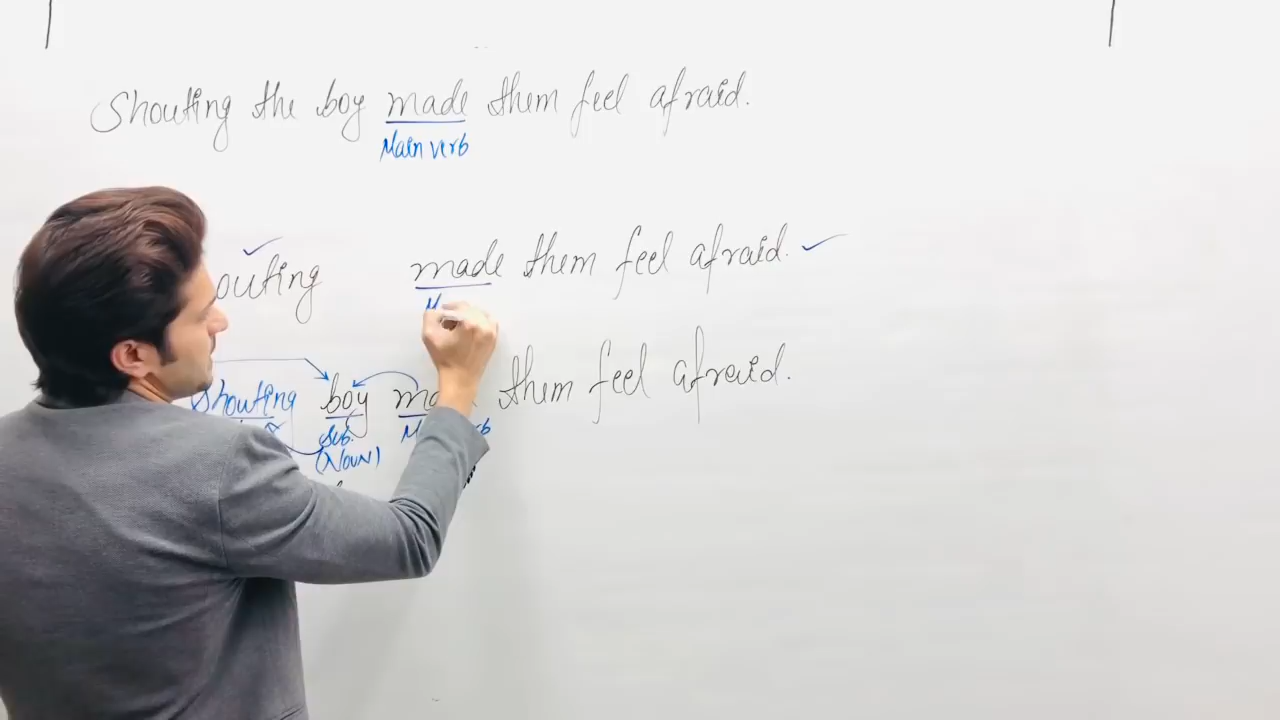 Shouting the boy made them feel afraid.
Main verb
outing made them feel afraid.
M
Shouting boy ma them feel afraid.
Sub.
(Noun)